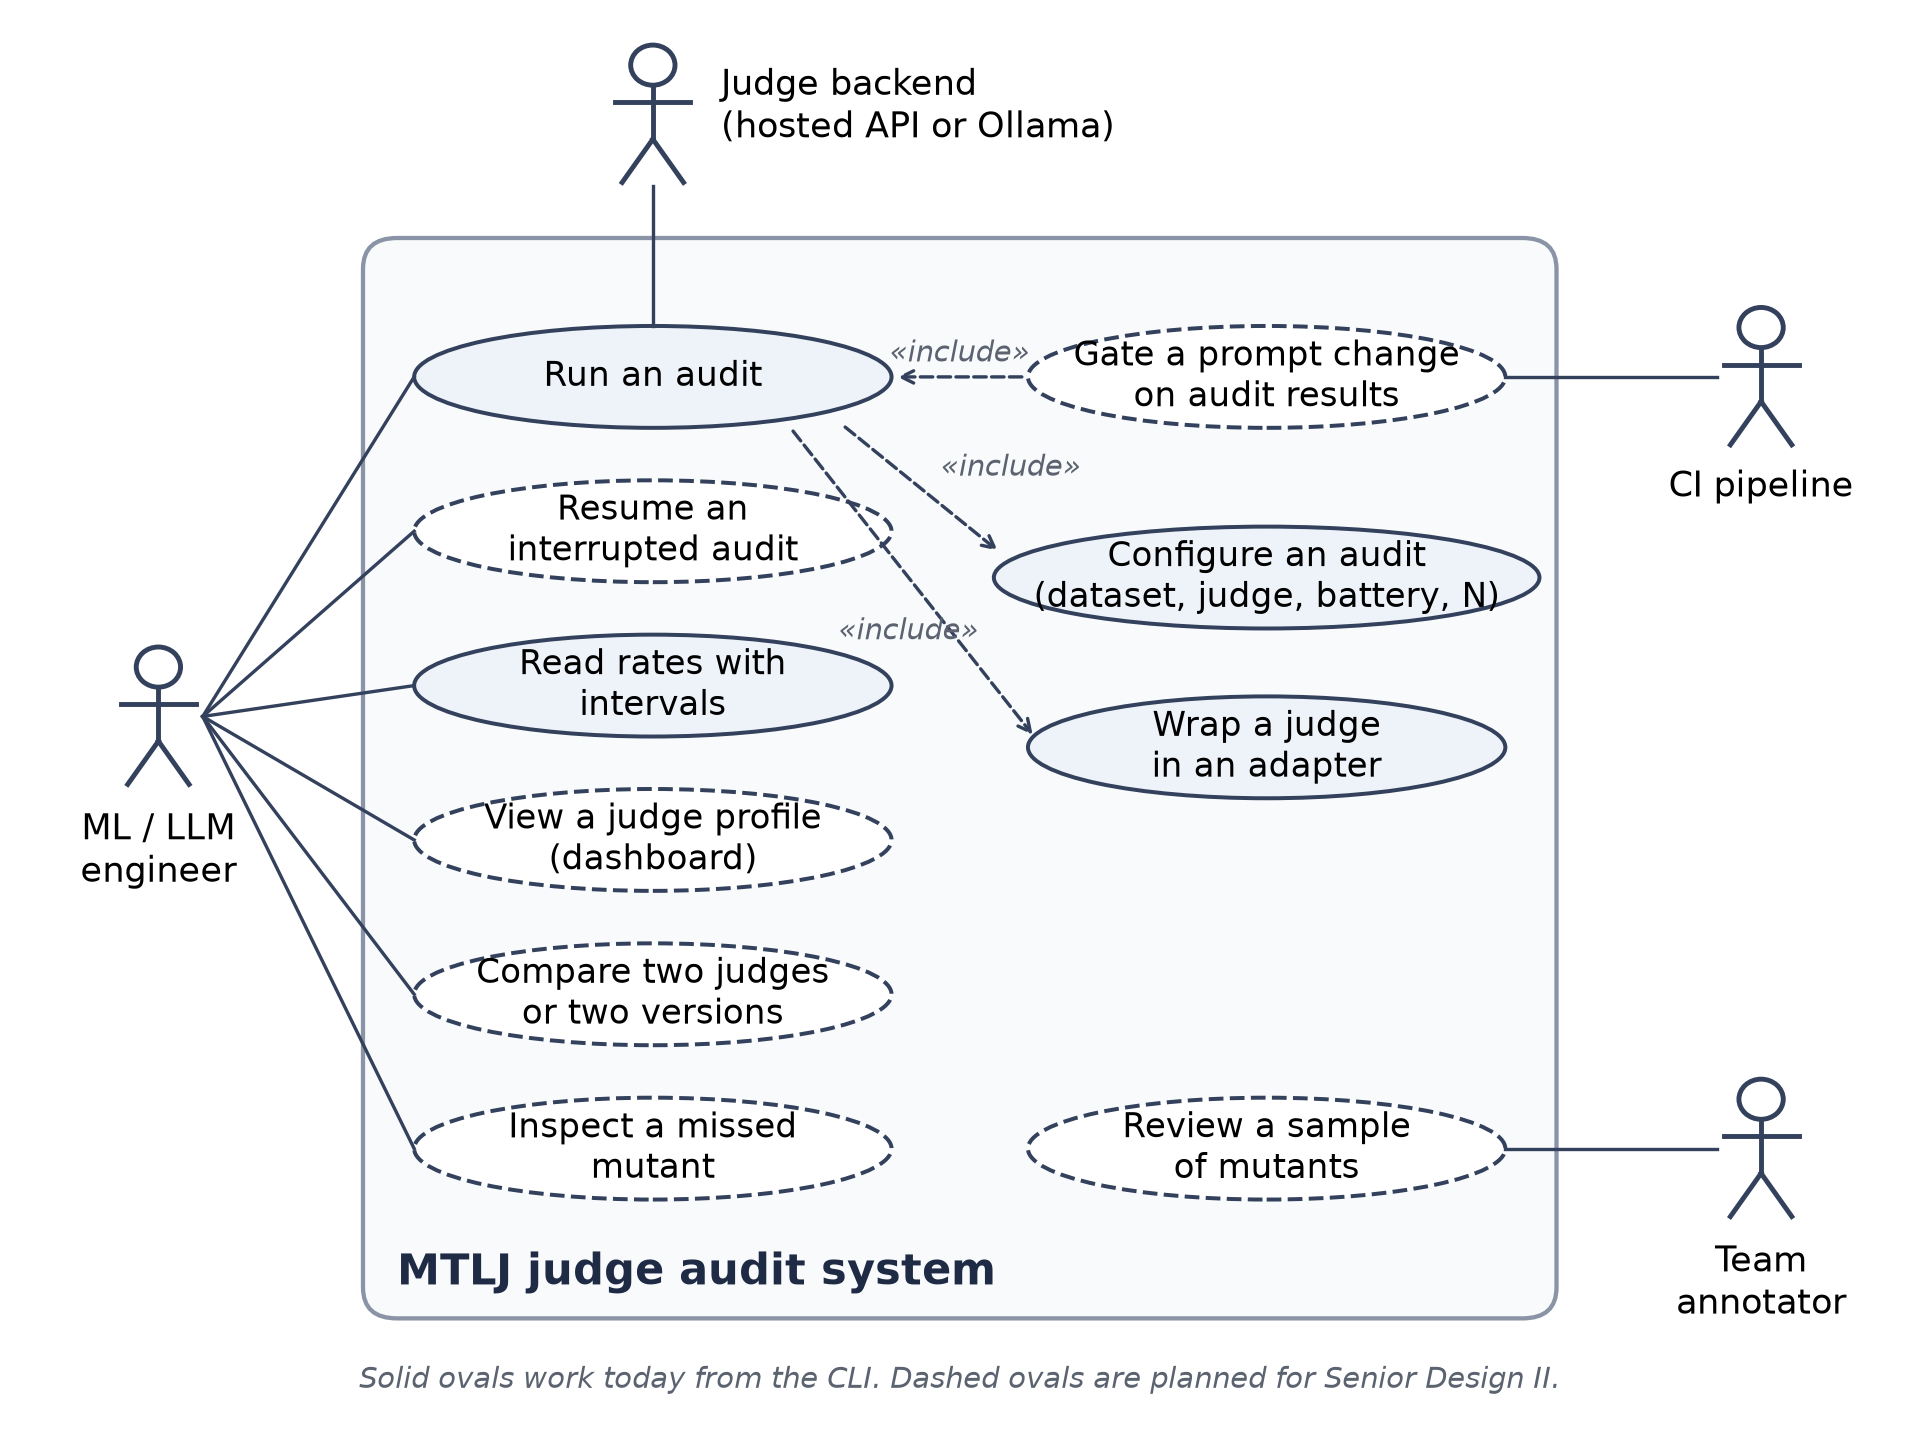 Judge backend
(hosted API or Ollama)
Run an audit
«include»
Gate a prompt change
on audit results
CI pipeline
«include»
Resume an
interrupted audit
Configure an audit
(dataset, judge, battery, N)
«include»
Read rates with
intervals
Wrap a judge
in an adapter
ML / LLM
engineer
View a judge profile
(dashboard)
Compare two judges
or two versions
Inspect a missed
mutant
Review a sample
of mutants
Team
annotator
MTLJ judge audit system
Solid ovals work today from the CLI. Dashed ovals are planned for Senior Design II.